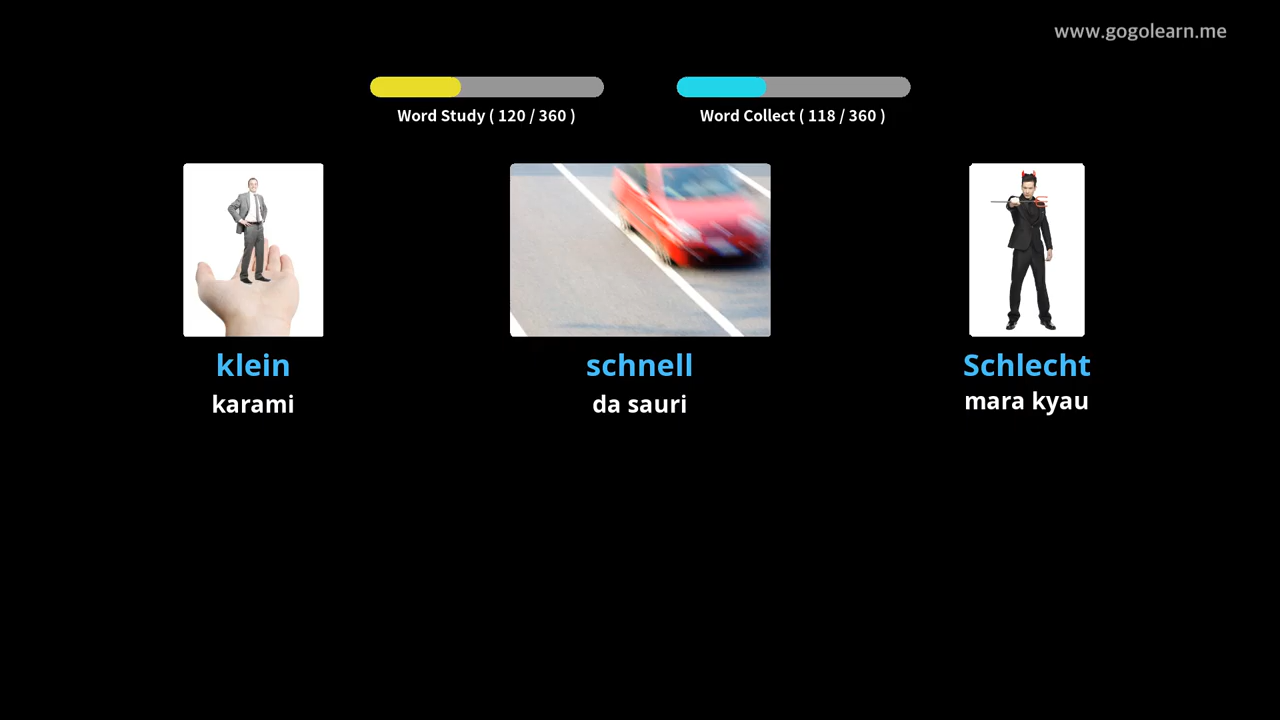 www.gogolearn.me
Word Study ( 120 / 360 )
Word Collect ( 118 / 360 )
klein
schnell
Schlecht
karami
da sauri
mara kyau